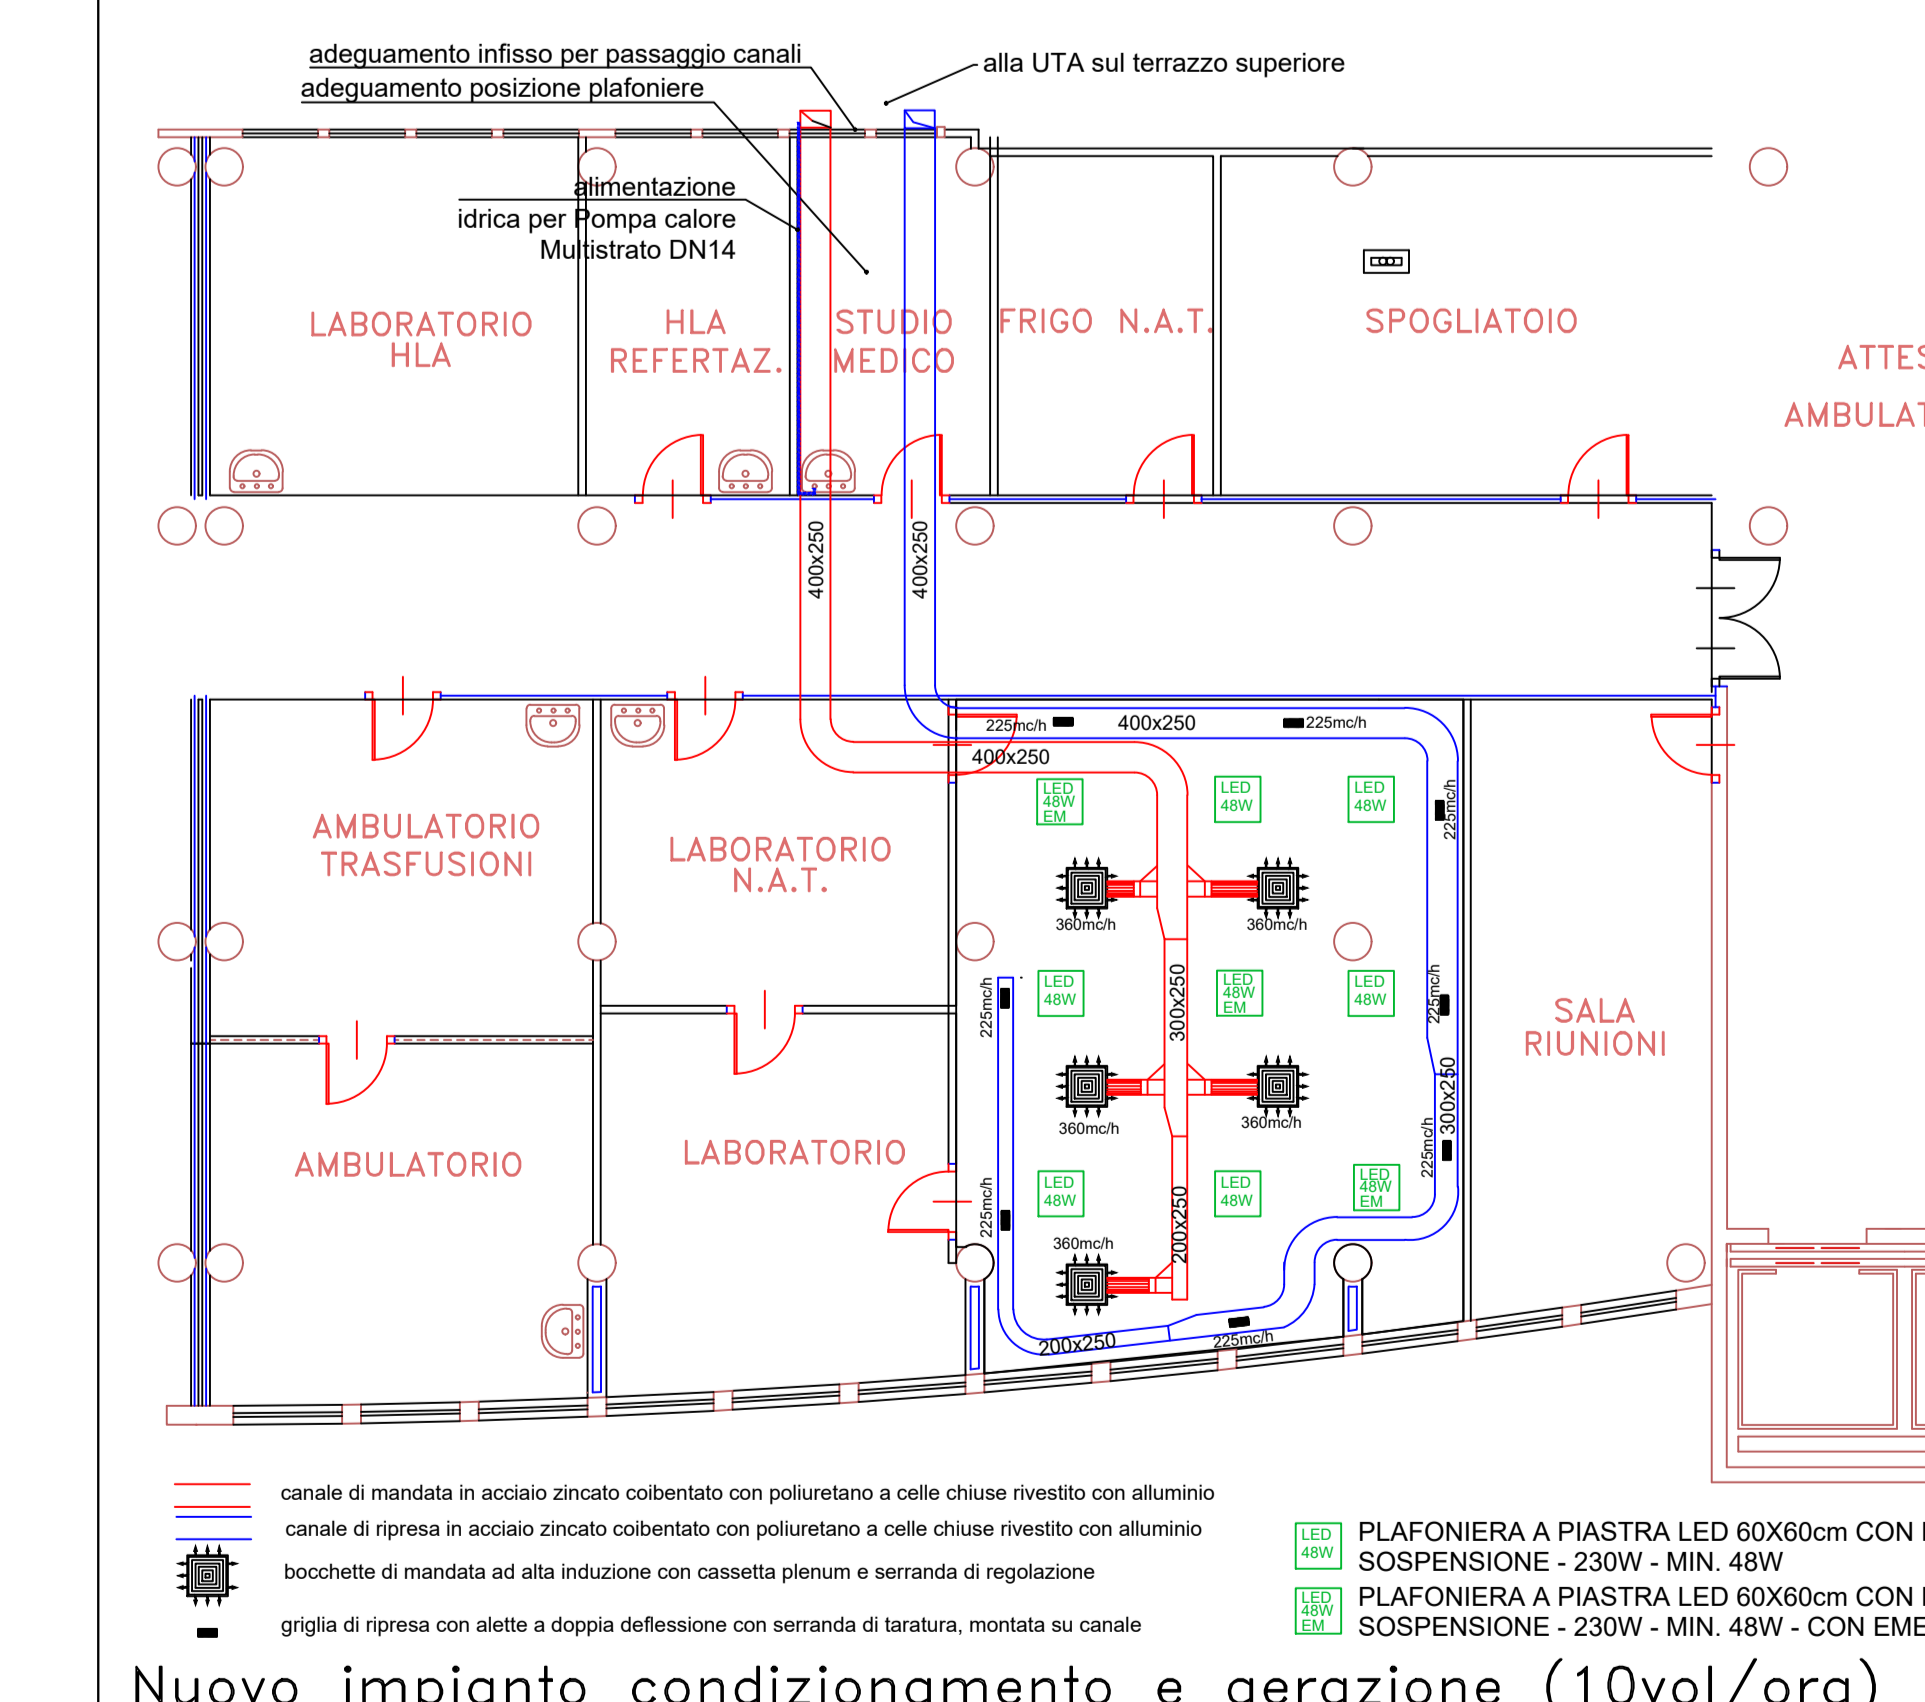 adeguamento infisso per passaggio canali
alla UTA sul terrazzo superiore
adeguamento posizione plafoniere
alimentazione
idrica per Pompa calore
Multistrato DN14
LABORATORIO
HLA
HLA
REFERTAZ.
STUDIO
MEDICO
FRIGO N.A.T.
SPOGLIATOIO
ATTES
AMBULAT
400x250
400x250
225mc/h
400x250
225mc/h
400x250
LED
48W
EM
LED
48W
LED
48W
225mc/h
AMBULATORIO
TRASFUSIONI
LABORATORIO
N.A.T.
360mc/h
360mc/h
225mc/h
LED
48W
300x250
LED
48W
EM
LED
48W
225mc/h
SALA
RIUNIONI
300x250
360mc/h
360mc/h
225mc/h
AMBULATORIO
LABORATORIO
225mc/h
LED
48W
200x250
LED
48W
LED
48W
EM
360mc/h
200x250
225mc/h
canale di mandata in acciaio zincato coibentato con poliuretano a celle chiuse rivestito con alluminio
canale di ripresa in acciaio zincato coibentato con poliuretano a celle chiuse rivestito con alluminio
bocchette di mandata ad alta induzione con cassetta plenum e serranda di regolazione
griglia di ripresa con alette a doppia deflessione con serranda di taratura, montata su canale
LED
48W
PLAFONIERA A PIASTRA LED 60X60cm CON
SOSPENSIONE - 230W - MIN. 48W
LED
48W
EM
PLAFONIERA A PIASTRA LED 60X60cm CON
SOSPENSIONE - 230W - MIN. 48W - CON EME
Nuovo impianto condizionamento e aerazione (10vol/ora)